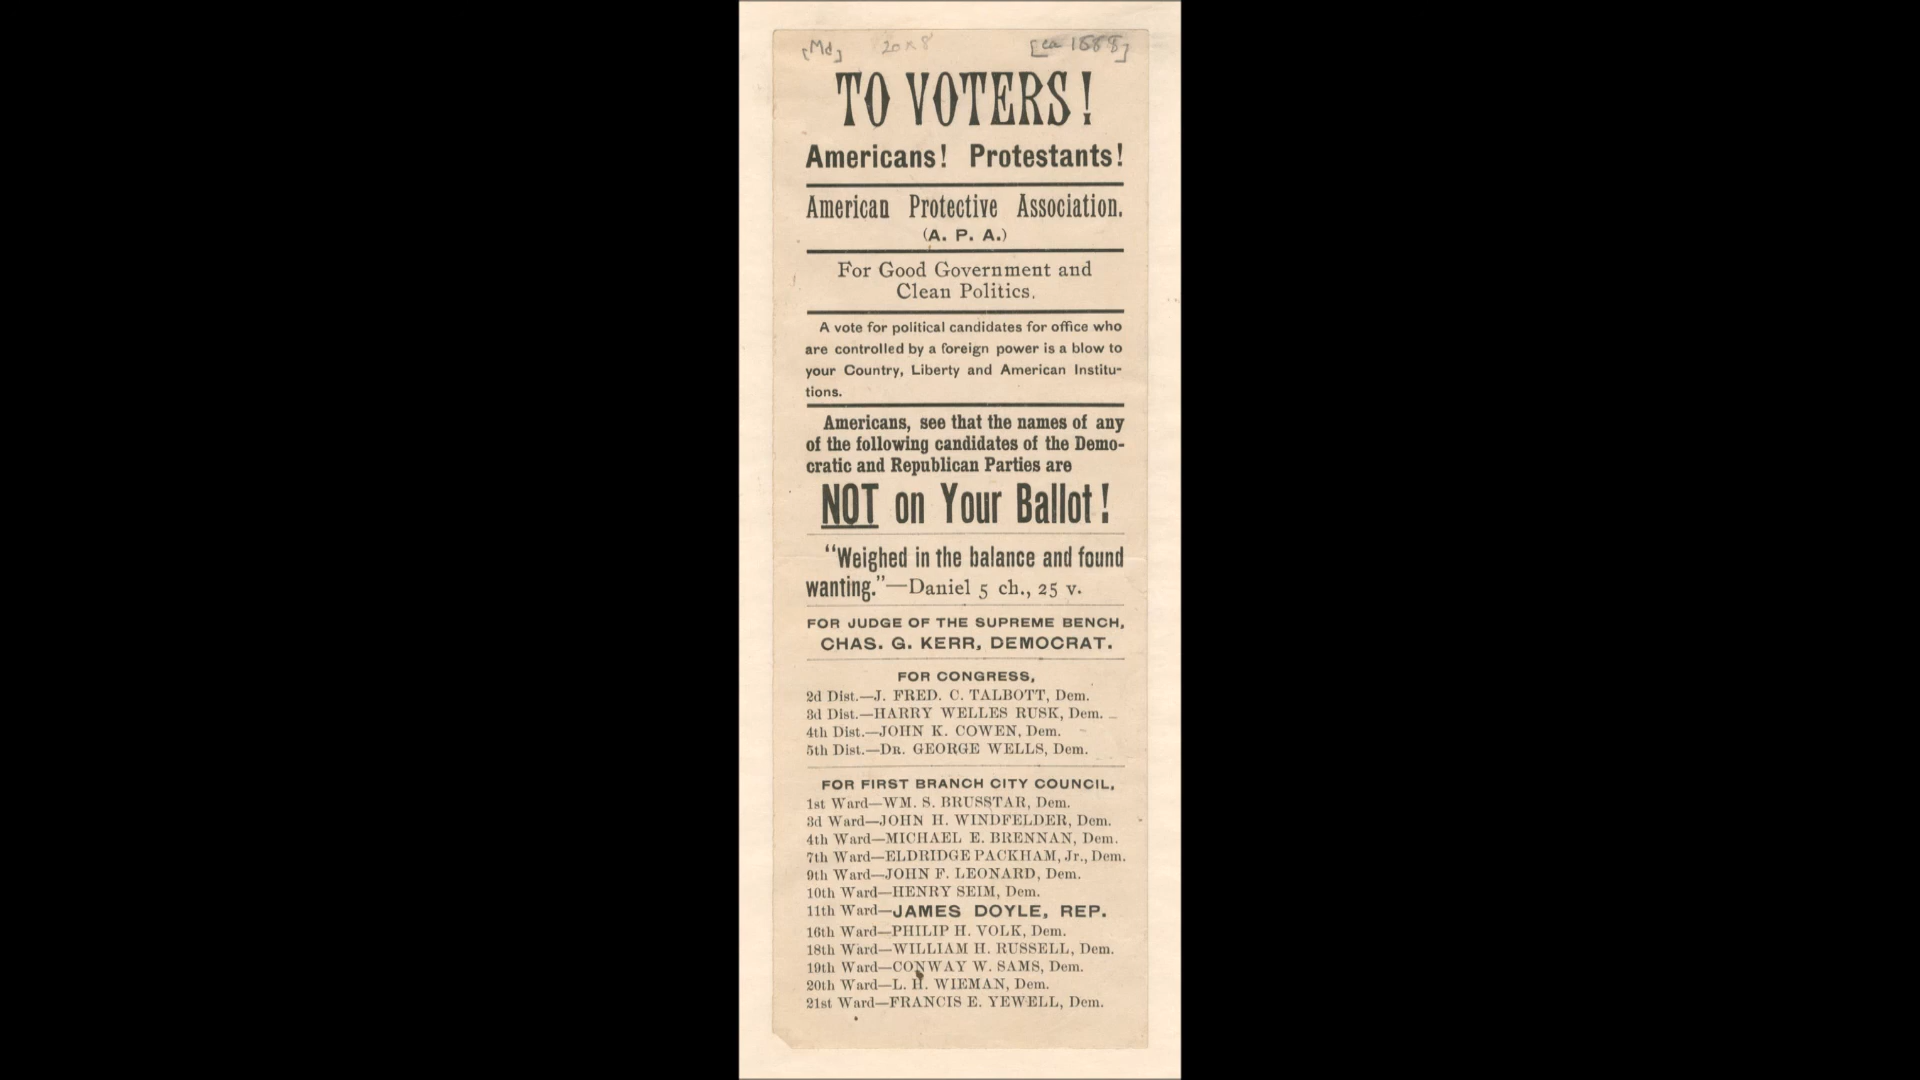 [Md] 20 x 8 [ca 1888]
TO VOTERS!
Americans! Protestants!
American Protective Association.
(A. P. A.)
For Good Government and
Clean Politics.
A vote for political candidates for office who
are controlled by a foreign power is a blow to
your Country, Liberty and American Institu-
tions.
Americans, see that the names of any
of the following candidates of the Demo-
cratic and Republican Parties are
NOT on Your Ballot!
"Weighed in the balance and found
wanting."—Daniel 5 ch., 25 v.
FOR JUDGE OF THE SUPREME BENCH,
CHAS. G. KERR, DEMOCRAT.
FOR CONGRESS,
2d Dist.—J. FRED. C. TALBOTT, Dem.
3d Dist.—HARRY WELLES RUSK, Dem.
4th Dist.—JOHN K. COWEN, Dem.
5th Dist.—DR. GEORGE WELLS, Dem.
FOR FIRST BRANCH CITY COUNCIL,
1st Ward—WM. S. BRUSSTAR, Dem.
3d Ward—JOHN H. WINDFELDER, Dem.
4th Ward—MICHAEL E. BRENNAN, Dem.
7th Ward—ELDRIDGE PACKHAM, Jr., Dem.
9th Ward—JOHN F. LEONARD, Dem.
10th Ward—HENRY SEIM, Dem.
11th Ward—JAMES DOYLE, REP.
16th Ward—PHILIP H. VOLK, Dem.
18th Ward—WILLIAM H. RUSSELL, Dem.
19th Ward—CONWAY W. SAMS, Dem.
20th Ward—L. H. WIEMAN, Dem.
21st Ward—FRANCIS E. YEWELL, Dem.